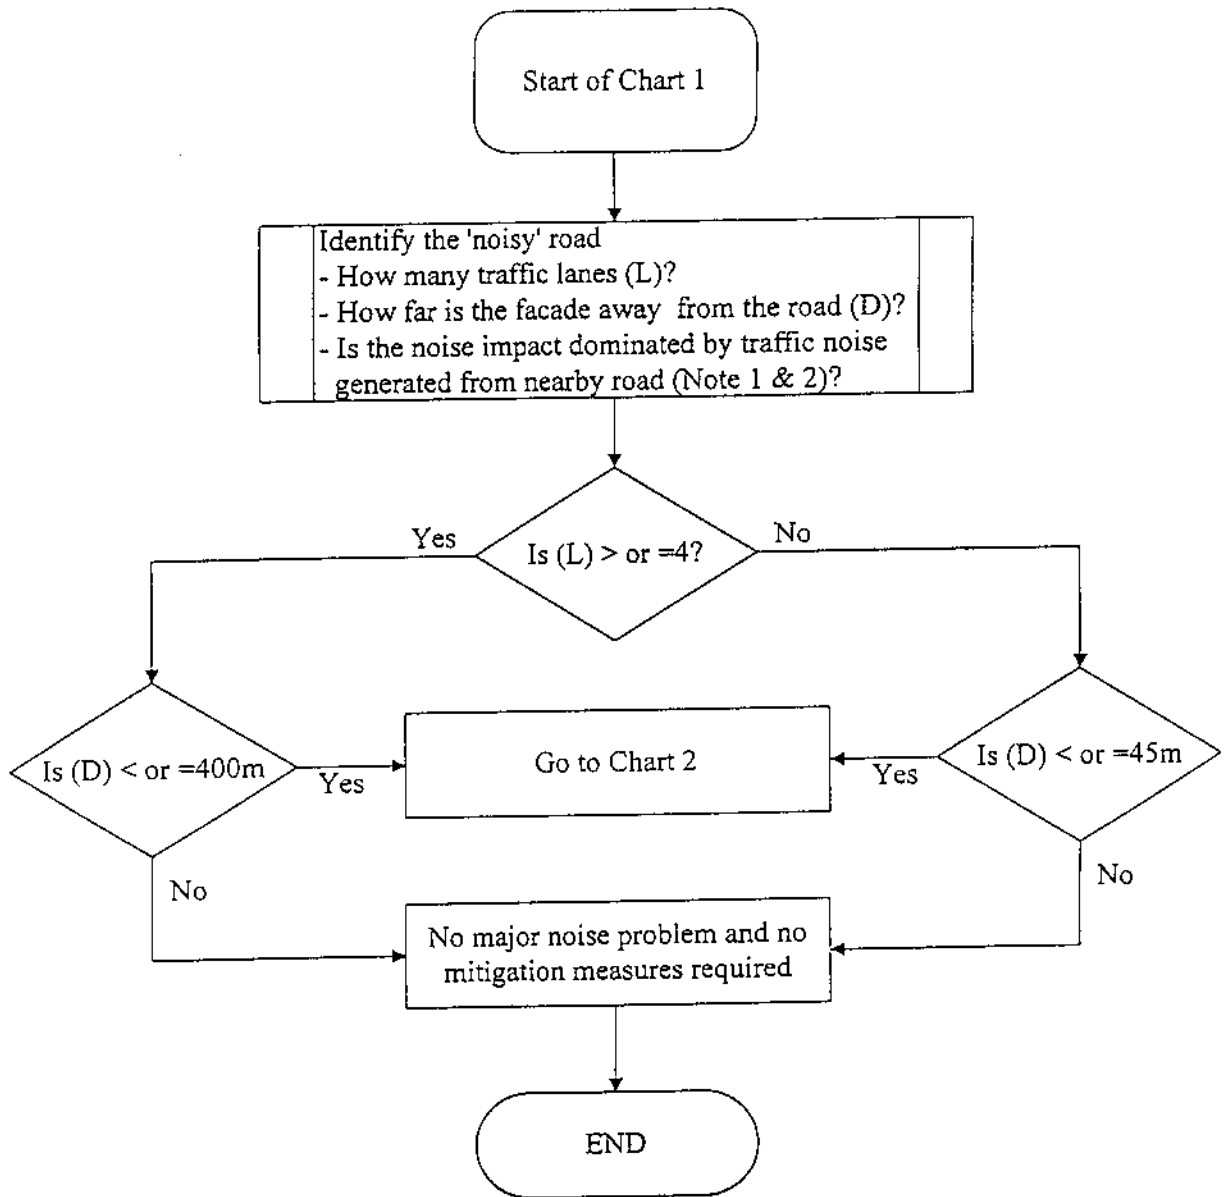 Start of Chart 1
Identify the 'noisy' road
- How many traffic lanes (L)?
- How far is the facade away from the road (D)?
- Is the noise impact dominated by traffic noise
generated from nearby road (Note 1 & 2)?
Yes
Is (L) > or =4?
No
Is (D) < or =400m
Yes
Go to Chart 2
Yes
Is (D) < or =45m
No
No major noise problem and no
mitigation measures required
No
END